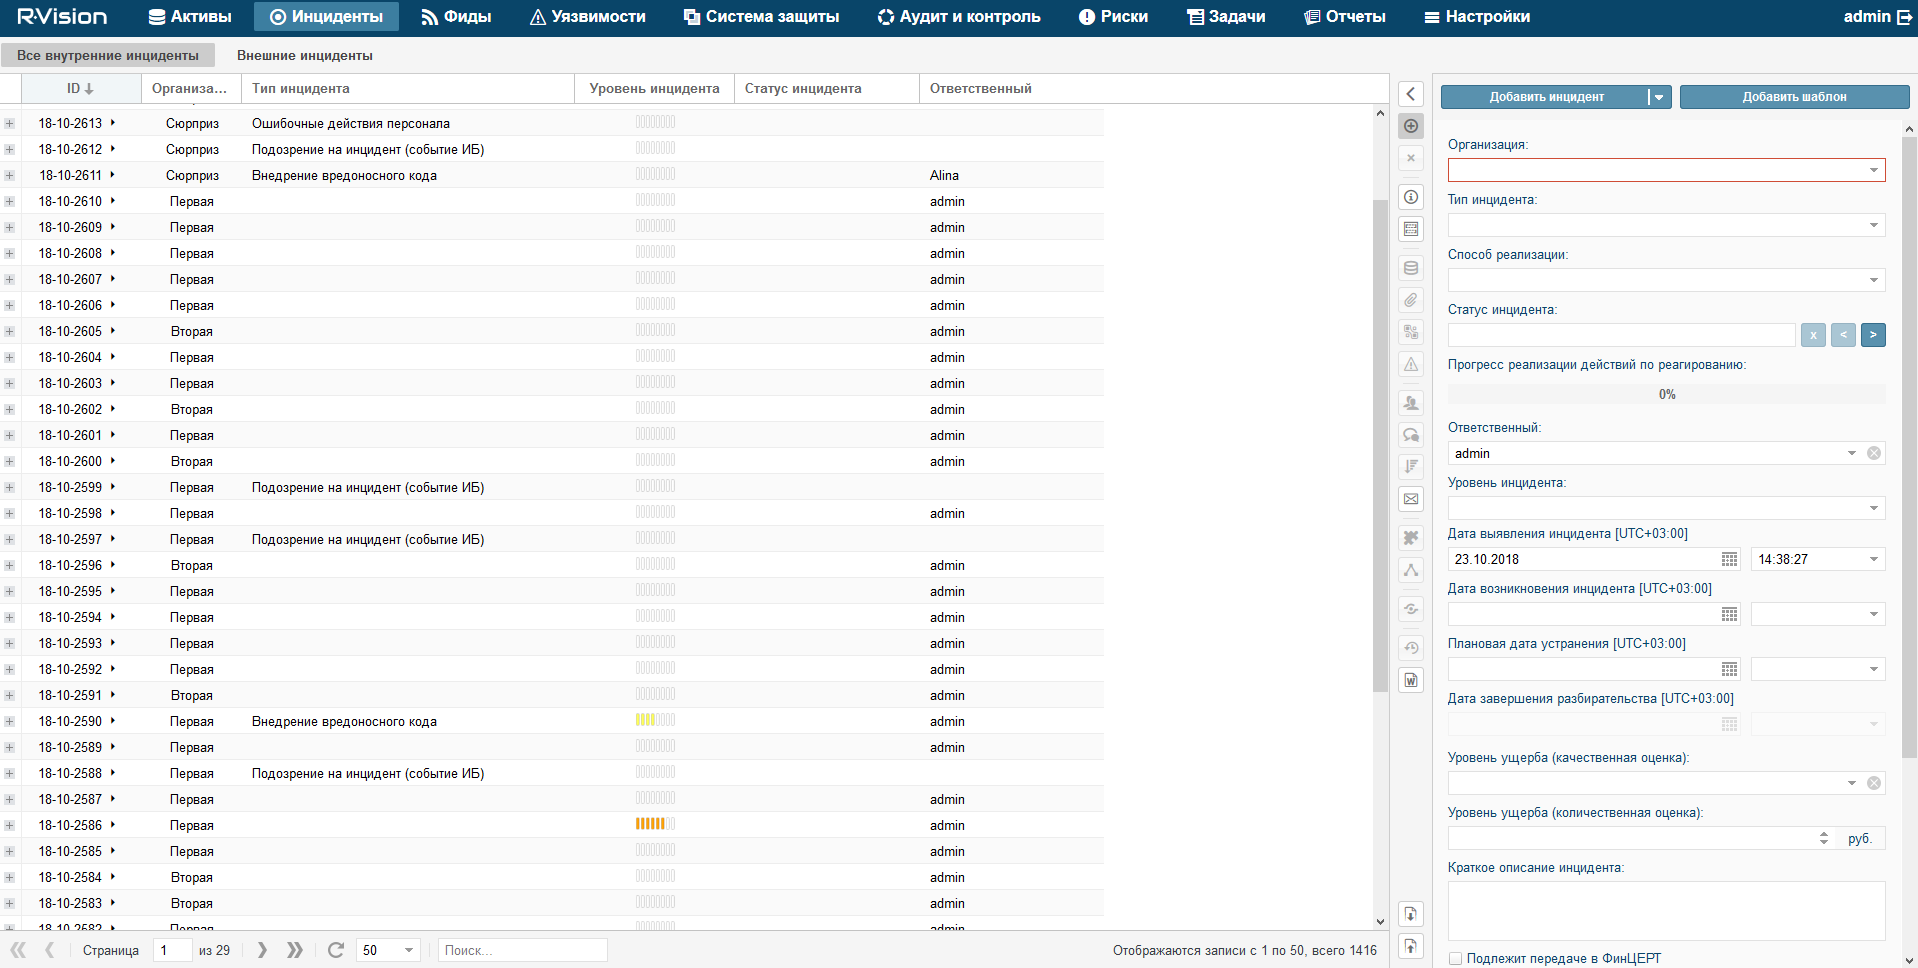 R·Vision Активы Инциденты Фиды Уязвимости Система защиты Аудит и контроль Риски Задачи Отчеты Настройки admin
Все внутренние инциденты Внешние инциденты
ID Организа... Тип инцидента Уровень инцидента Статус инцидента Ответственный
18-10-2613 Сюрприз Ошибочные действия персонала
18-10-2612 Сюрприз Подозрение на инцидент (событие ИБ)
18-10-2611 Сюрприз Внедрение вредоносного кода Alina
18-10-2610 Первая admin
18-10-2609 Первая admin
18-10-2608 Первая admin
18-10-2607 Первая admin
18-10-2606 Первая admin
18-10-2605 Вторая admin
18-10-2604 Первая admin
18-10-2603 Первая admin
18-10-2602 Вторая admin
18-10-2601 Первая admin
18-10-2600 Вторая admin
18-10-2599 Первая Подозрение на инцидент (событие ИБ)
18-10-2598 Первая admin
18-10-2597 Первая Подозрение на инцидент (событие ИБ)
18-10-2596 Вторая admin
18-10-2595 Первая admin
18-10-2594 Первая admin
18-10-2593 Первая admin
18-10-2592 Первая admin
18-10-2591 Вторая admin
18-10-2590 Первая Внедрение вредоносного кода admin
18-10-2589 Первая admin
18-10-2588 Первая Подозрение на инцидент (событие ИБ)
18-10-2587 Первая admin
18-10-2586 Первая admin
18-10-2585 Первая admin
18-10-2584 Вторая admin
18-10-2583 Вторая admin
18-10-2582 Первая admin
Страница 1 из 29 50 Поиск... Отображаются записи с 1 по 50, всего 1416
Добавить инцидент Добавить шаблон
Организация:
Тип инцидента:
Способ реализации:
Статус инцидента:
x < >
Прогресс реализации действий по реагированию:
0%
Ответственный:
admin
Уровень инцидента:
Дата выявления инцидента [UTC+03:00]
23.10.2018 14:38:27
Дата возникновения инцидента [UTC+03:00]
Плановая дата устранения [UTC+03:00]
Дата завершения разбирательства [UTC+03:00]
Уровень ущерба (качественная оценка):
Уровень ущерба (количественная оценка):
руб.
Краткое описание инцидента:
Подлежит передаче в ФинЦЕРТ